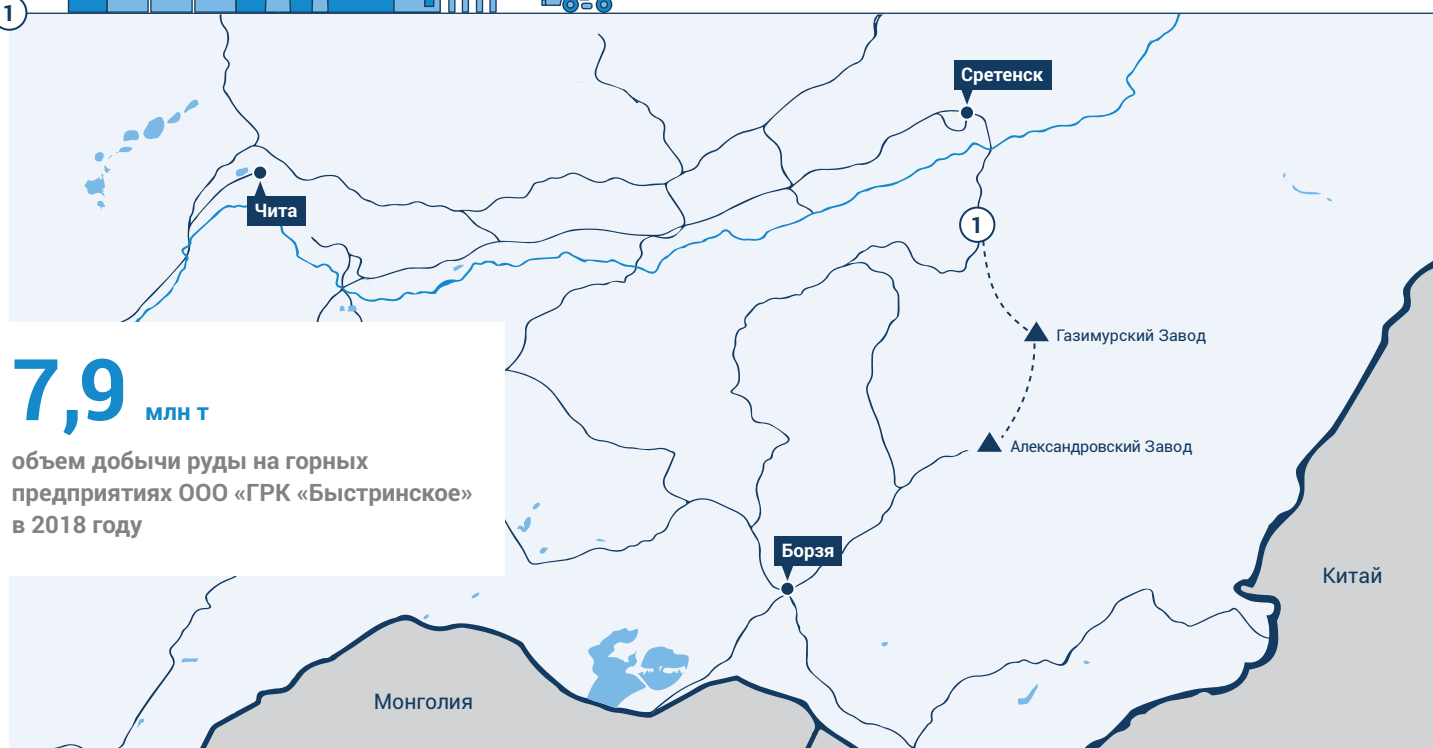 1
Сретенск
Чита
1
Газимурский Завод
7,9 млн т
Александровский Завод
объем добычи руды на горных
предприятиях ООО «ГРК «Быстринское»
в 2018 году
Борзя
Китай
Монголия